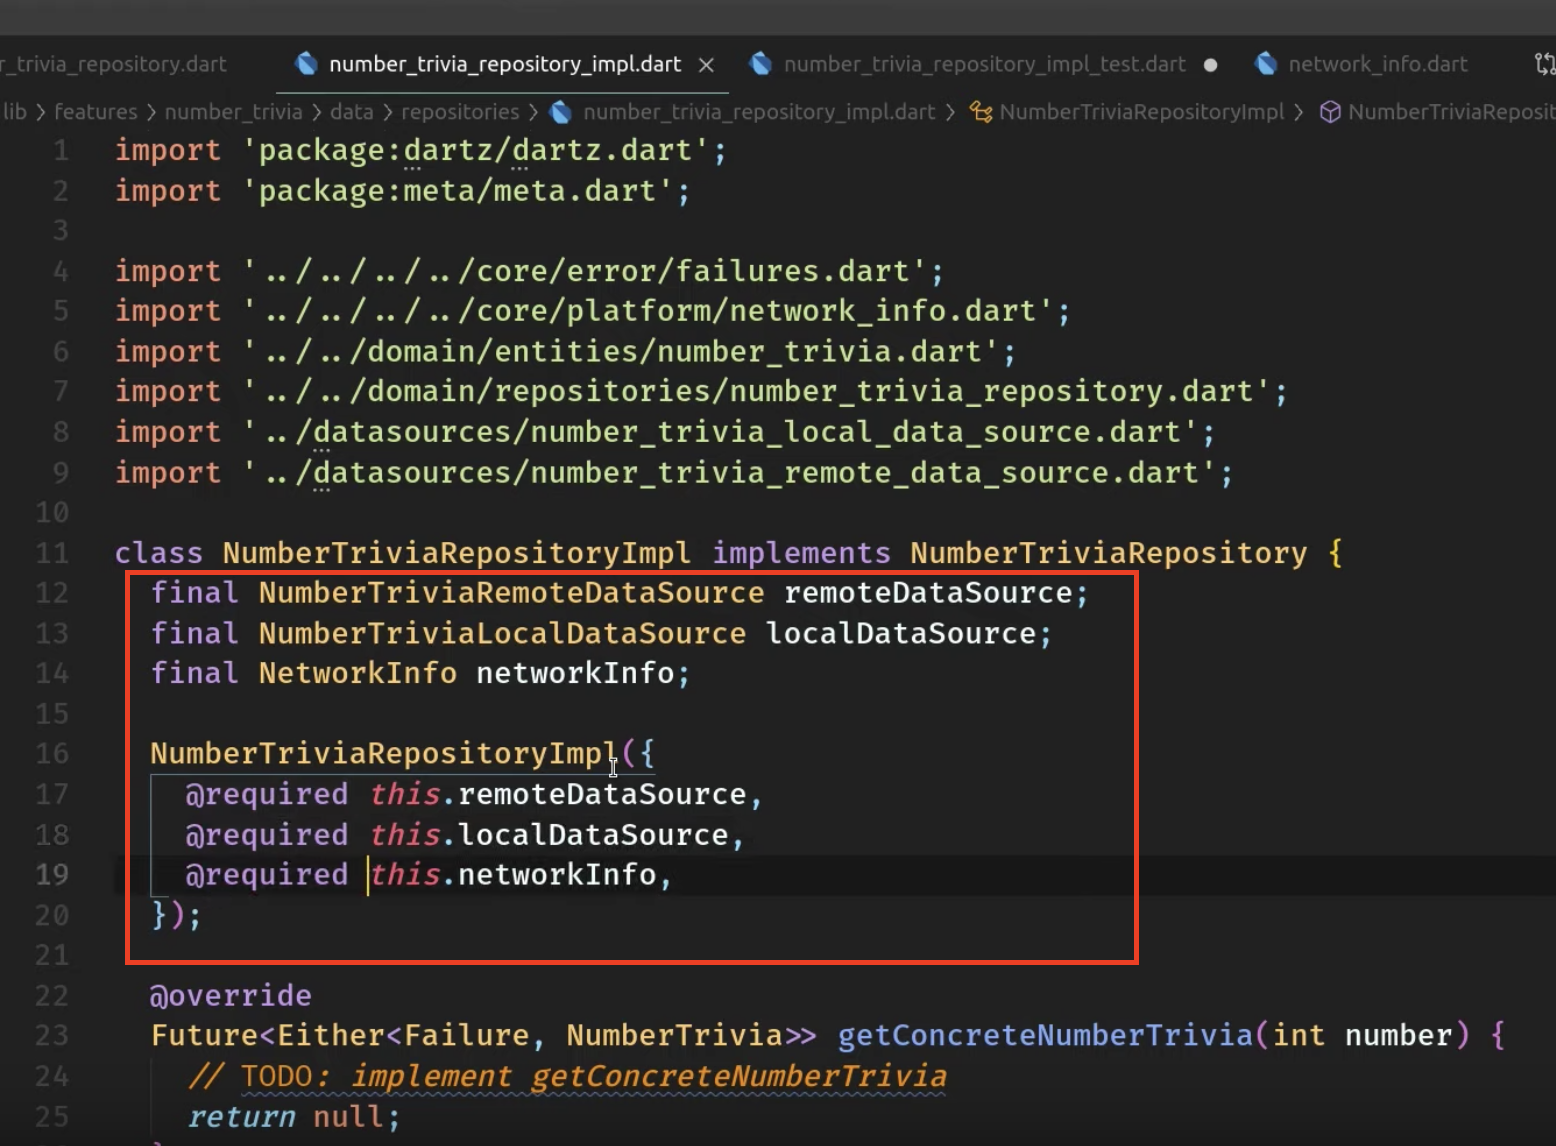 r_trivia_repository.dart number_trivia_repository_impl.dart number_trivia_repository_impl_test.dart network_info.dart
lib > features > number_trivia > data > repositories > number_trivia_repository_impl.dart > NumberTriviaRepositoryImpl > NumberTriviaReposit
1 import 'package:dartz/dartz.dart';
2 import 'package:meta/meta.dart';
3
4 import '../../../../core/error/failures.dart';
5 import '../../../../core/platform/network_info.dart';
6 import '../../domain/entities/number_trivia.dart';
7 import '../../domain/repositories/number_trivia_repository.dart';
8 import '../datasources/number_trivia_local_data_source.dart';
9 import '../datasources/number_trivia_remote_data_source.dart';
10
11 class NumberTriviaRepositoryImpl implements NumberTriviaRepository {
12 final NumberTriviaRemoteDataSource remoteDataSource;
13 final NumberTriviaLocalDataSource localDataSource;
14 final NetworkInfo networkInfo;
15
16 NumberTriviaRepositoryImpl({
17 @required this.remoteDataSource,
18 @required this.localDataSource,
19 @required this.networkInfo,
20 });
21
22 @override
23 Future<Either<Failure, NumberTrivia>> getConcreteNumberTrivia(int number) {
24 // TODO: implement getConcreteNumberTrivia
25 return null;